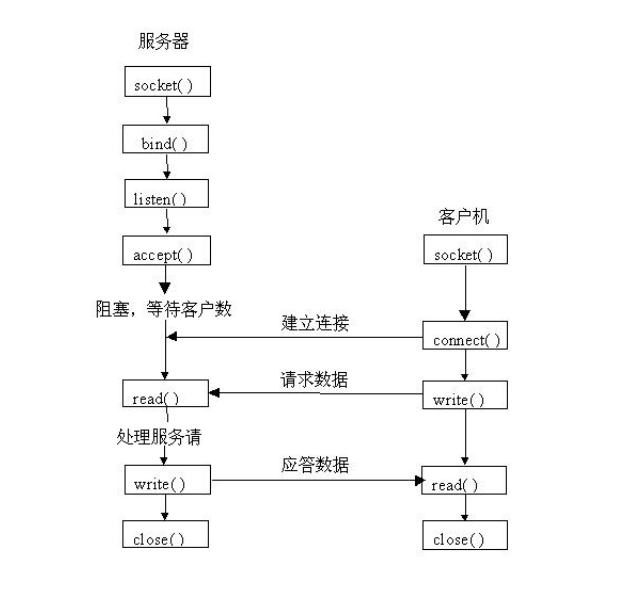 服务器
socket( )
bind( )
listen( )
accept( )
阻塞，等待客户数
read( )
处理服务请
write( )
close( )
建立连接
请求数据
应答数据
客户机
socket( )
connect( )
write( )
read( )
close( )